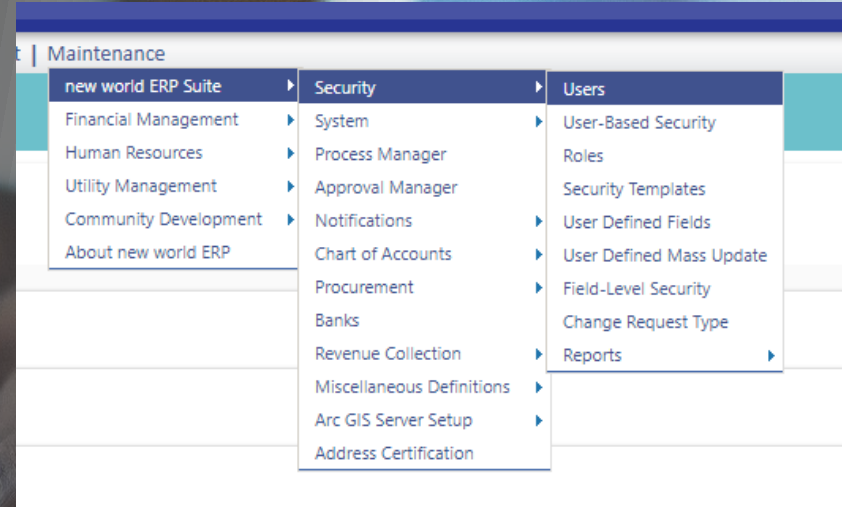 t | Maintenance
new world ERP Suite
Financial Management
Human Resources
Utility Management
Community Development
About new world ERP
Security
System
Process Manager
Approval Manager
Notifications
Chart of Accounts
Procurement
Banks
Revenue Collection
Miscellaneous Definitions
Arc GIS Server Setup
Address Certification
Users
User-Based Security
Roles
Security Templates
User Defined Fields
User Defined Mass Update
Field-Level Security
Change Request Type
Reports